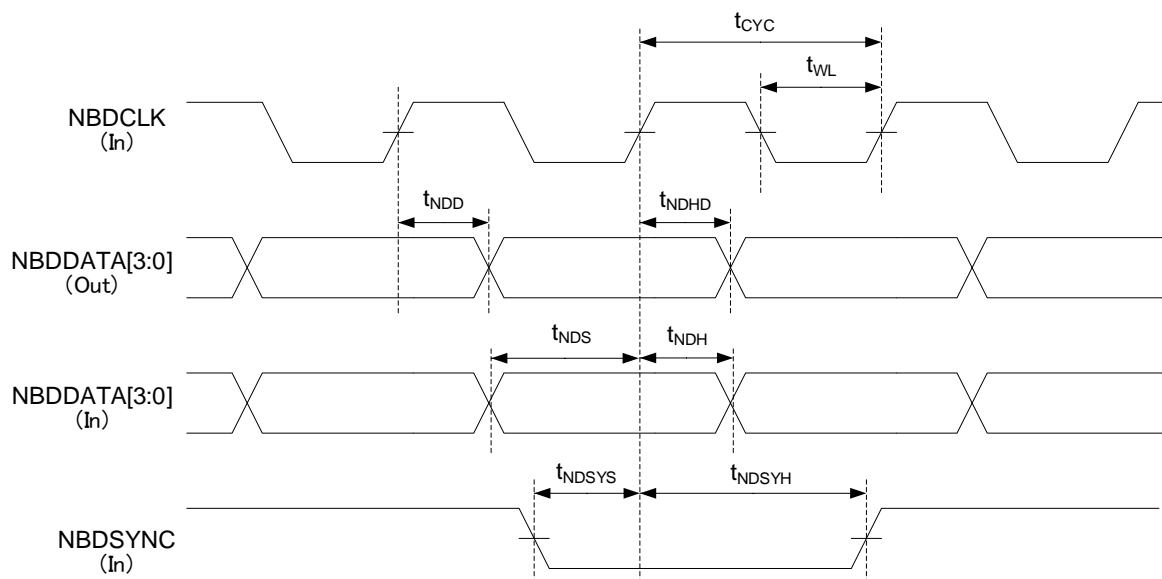 tCYC
tWL
NBDCLK
(In)
tNDD
tNDHD
NBDDATA[3:0]
(Out)
tNDS
tNDH
NBDDATA[3:0]
(In)
tNDSYS
tNDSYH
NBDSYNC
(In)